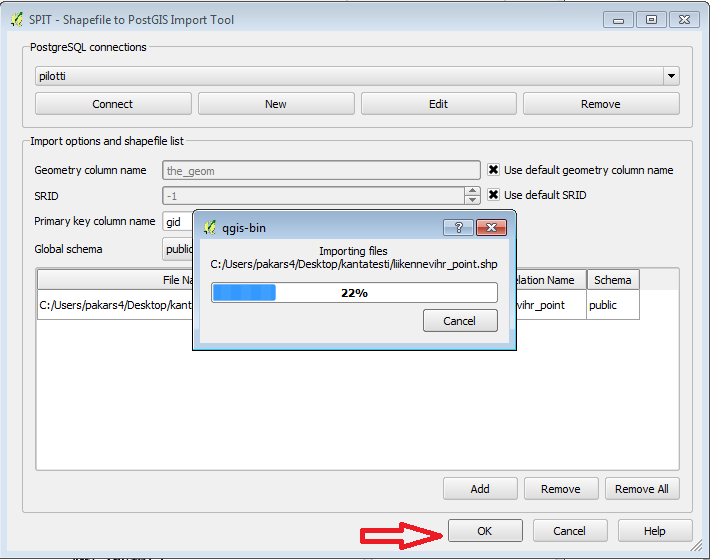 SPIT - Shapefile to PostGIS Import Tool
PostgreSQL connections
pilotti
Connect New Edit Remove
Import options and shapefile list
Geometry column name the_geom Use default geometry column name
SRID -1 Use default SRID
Primary key column name gid
Global schema public
qgis-bin
Importing files
C:/Users/pakars4/Desktop/kantatesti/liikennevihr_point.shp
22%
Cancel
File Na elation Name Schema
C:/Users/pakars4/Desktop/kant vihr_point public
Add Remove Remove All
OK Cancel Help